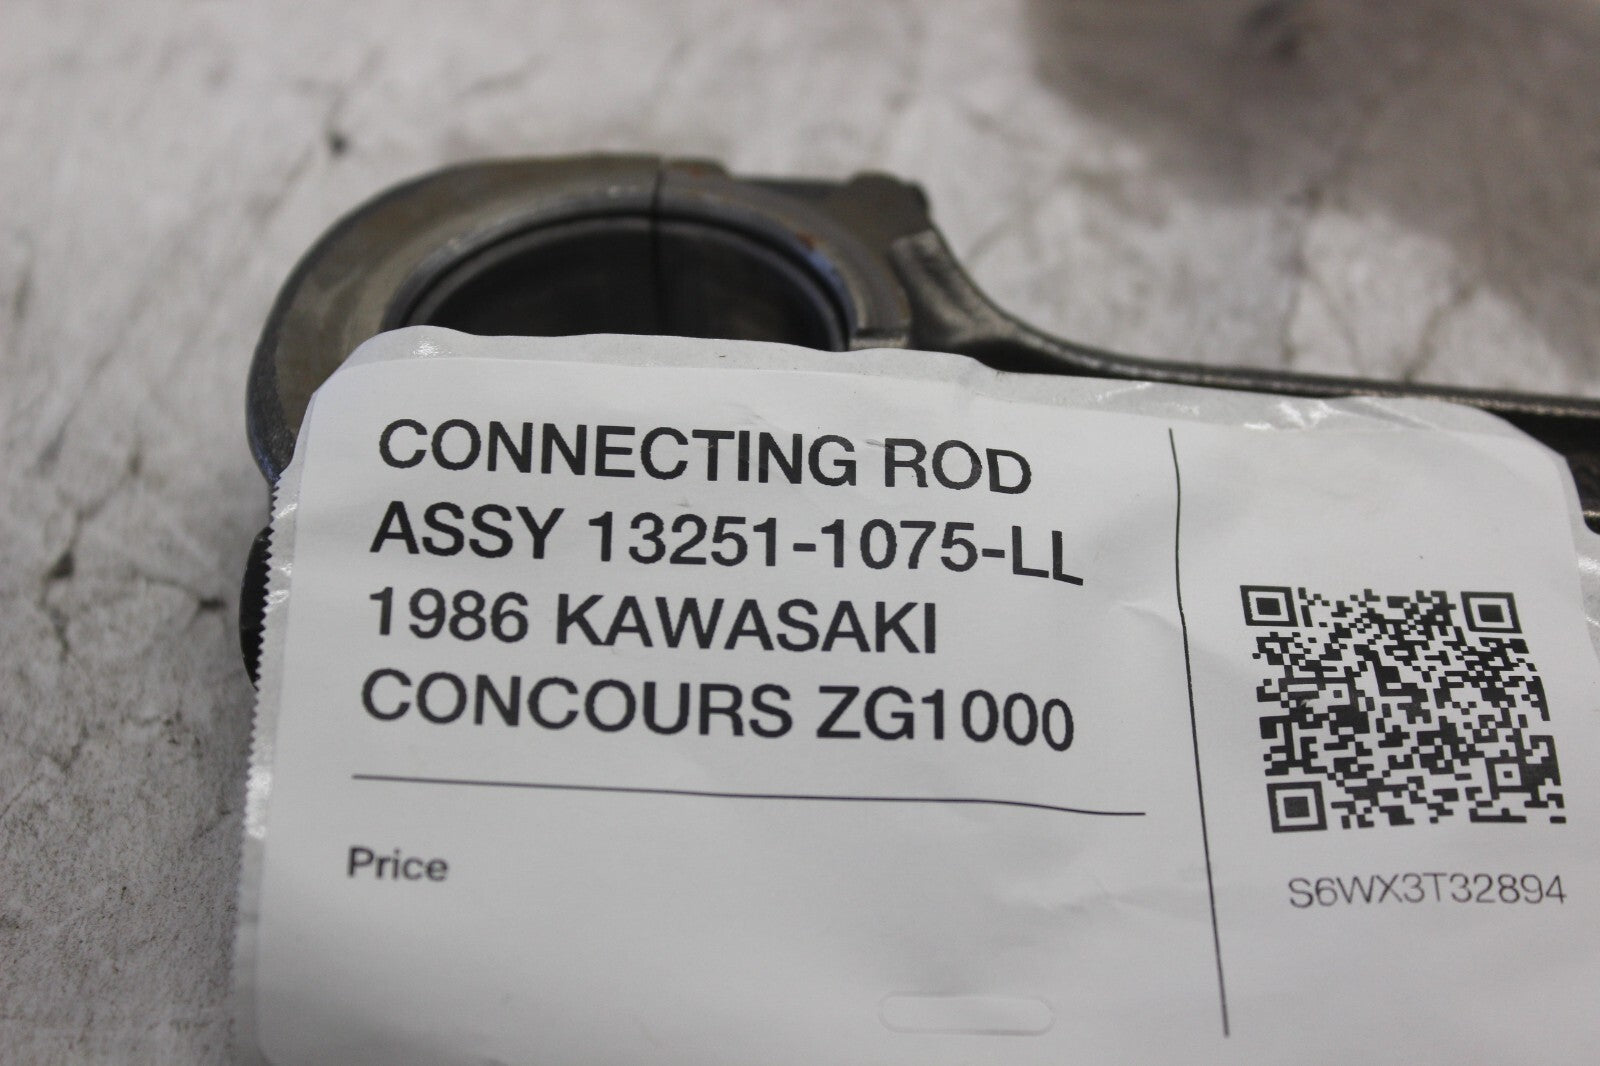 CONNECTING ROD
ASSY 13251-1075-LL
1986 KAWASAKI
CONCOURS ZG1000
Price
S6WX3T32894